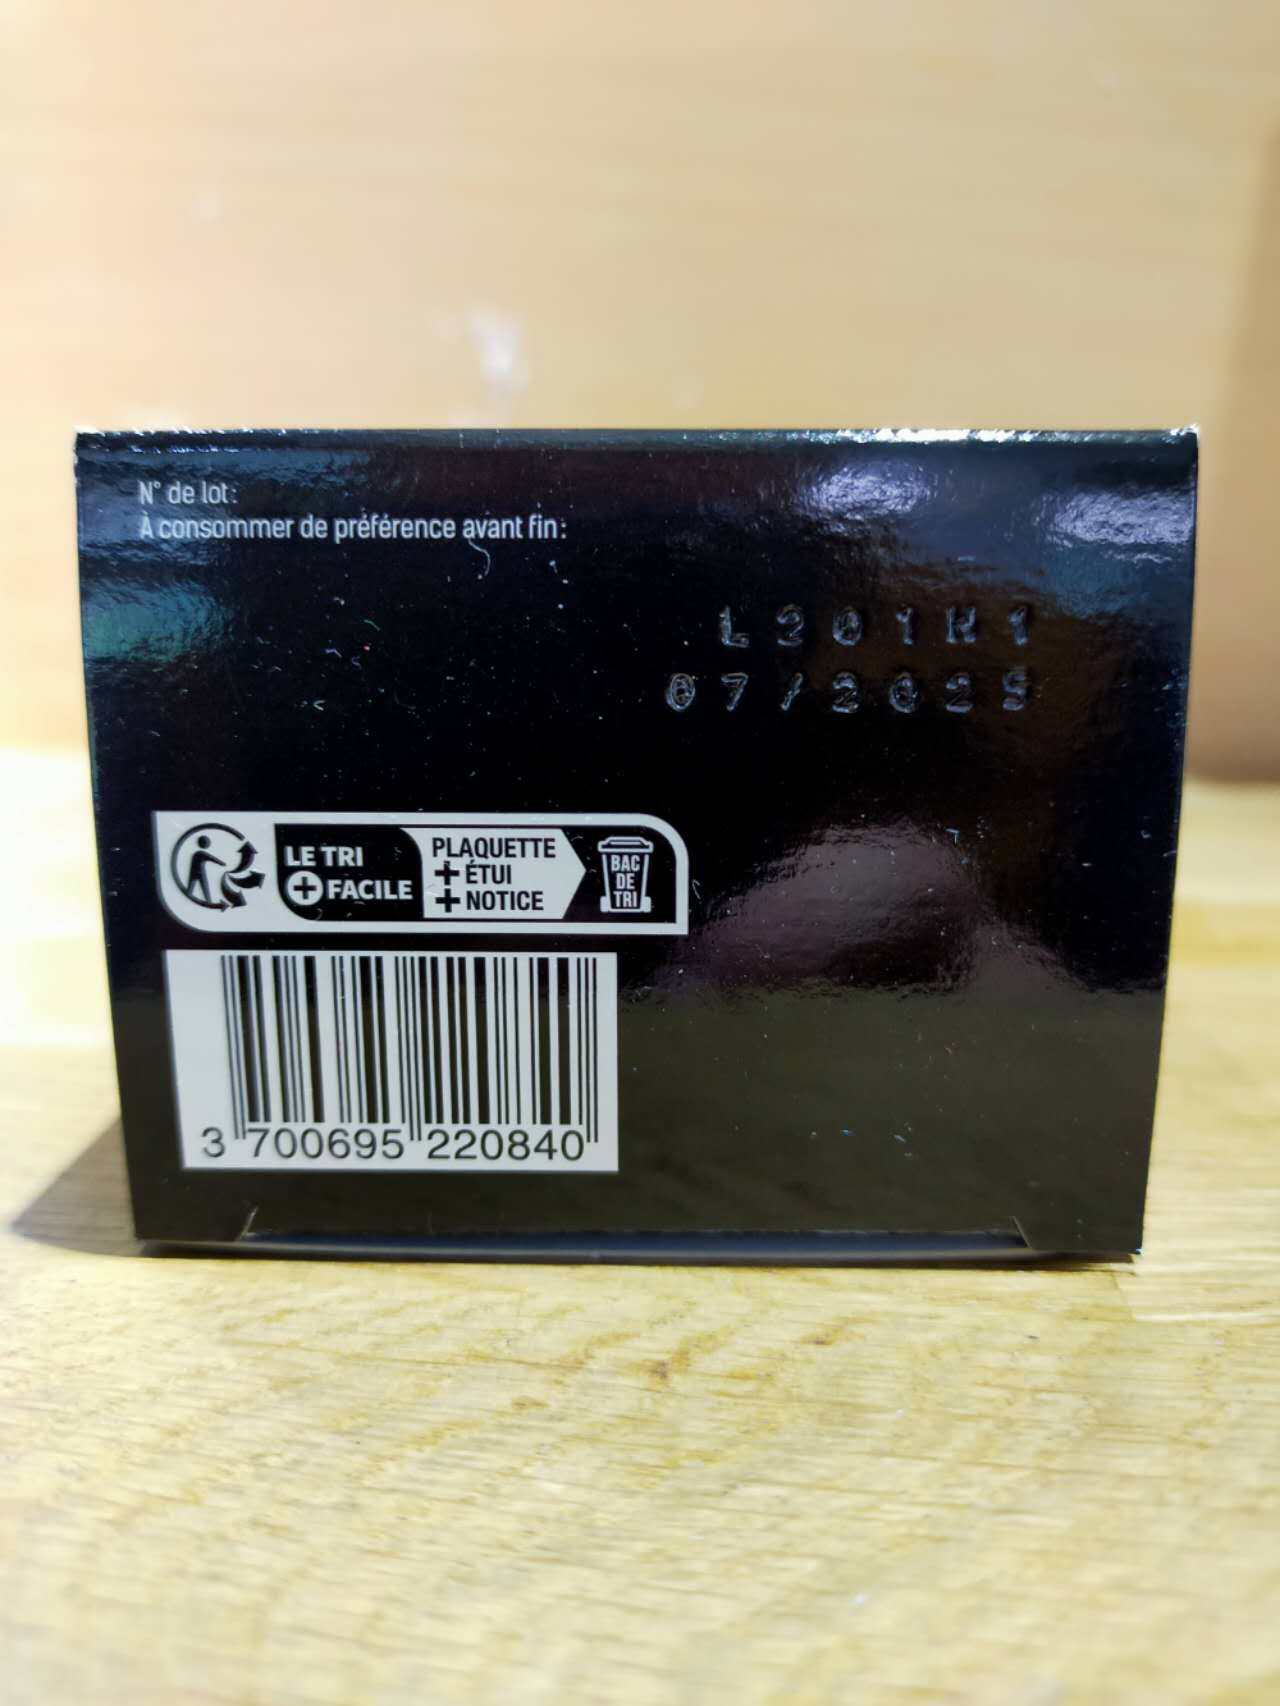 N° de lot:
À consommer de préférence avant fin:
L201H1
07/2025
LE TRI
+ FACILE
PLAQUETTE
+ ÉTUI
+ NOTICE
BAC
DE
TRI
3 700695 220840